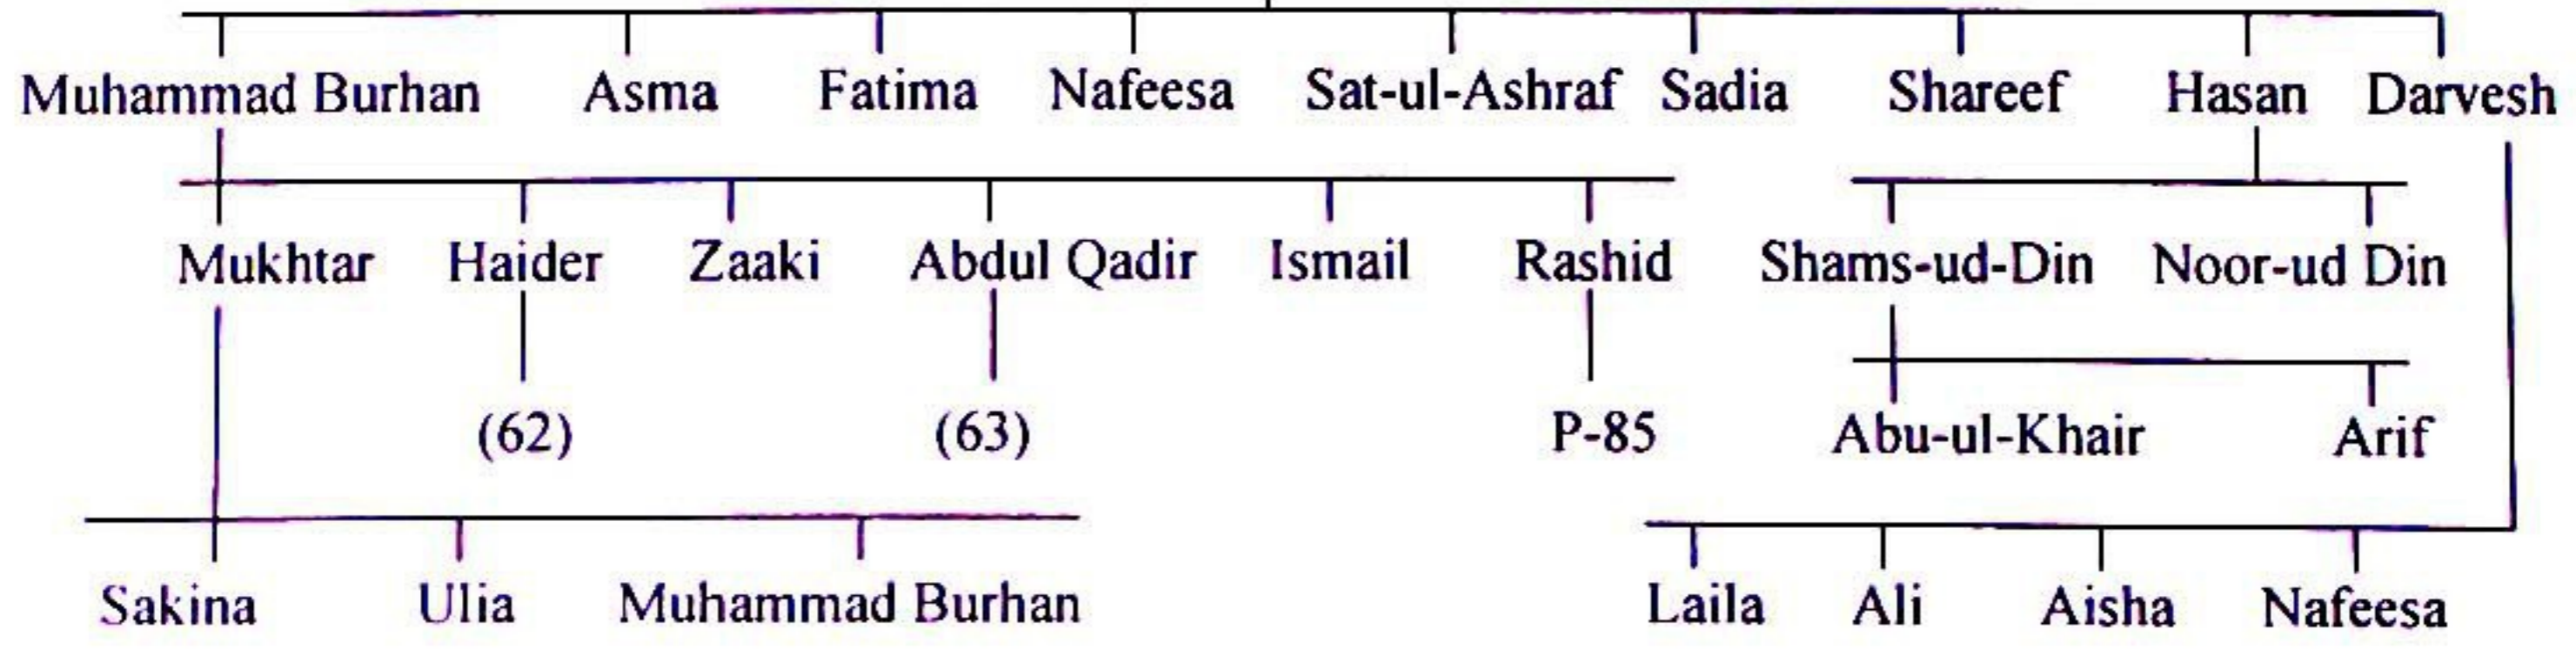 Muhammad Burhan Asma Fatima Nafeesa Sat-ul-Ashraf Sadia Shareef Hasan Darvesh
Mukhtar Haider Zaaki Abdul Qadir Ismail Rashid Shams-ud-Din Noor-ud Din
(62) (63) P-85 Abu-ul-Khair Arif
Sakina Ulia Muhammad Burhan Laila Ali Aisha Nafeesa